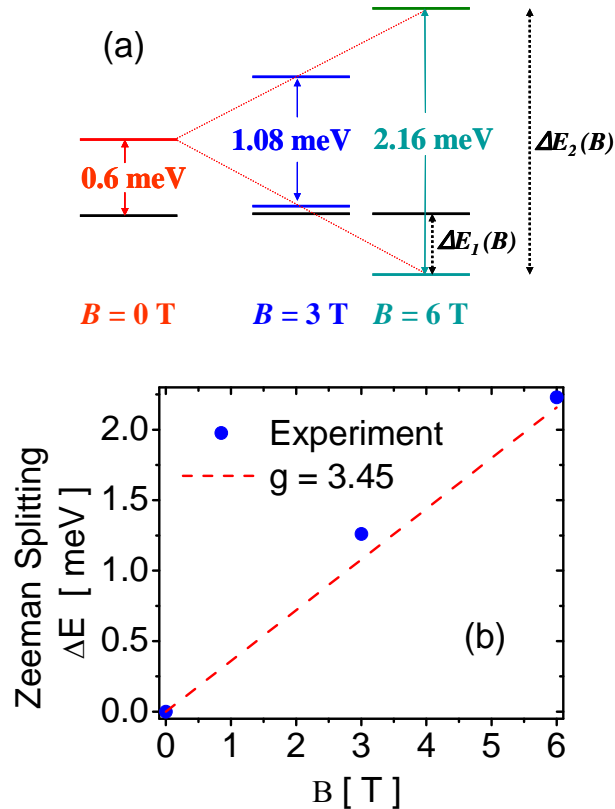 (a)
0.6 meV
1.08 meV
2.16 meV
ΔE₂(B)
ΔE₁(B)
B = 0 T
B = 3 T
B = 6 T
Zeeman Splitting
ΔE [ meV ]
2.0
1.5
1.0
0.5
0.0
Experiment
g = 3.45
(b)
0 1 2 3 4 5 6
B [ T ]